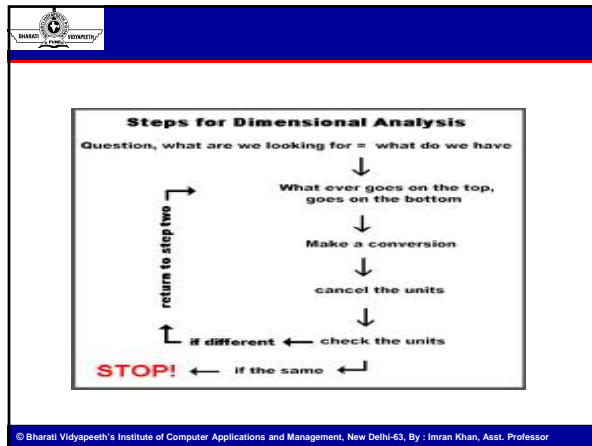 BHARATI VIDYAPEETH
PUNE
Steps for Dimensional Analysis
Question, what are we looking for = what do we have
What ever goes on the top,
goes on the bottom
Make a conversion
cancel the units
return to step two
if different
check the units
STOP!
if the same
© Bharati Vidyapeeth's Institute of Computer Applications and Management, New Delhi-63, By : Imran Khan, Asst. Professor